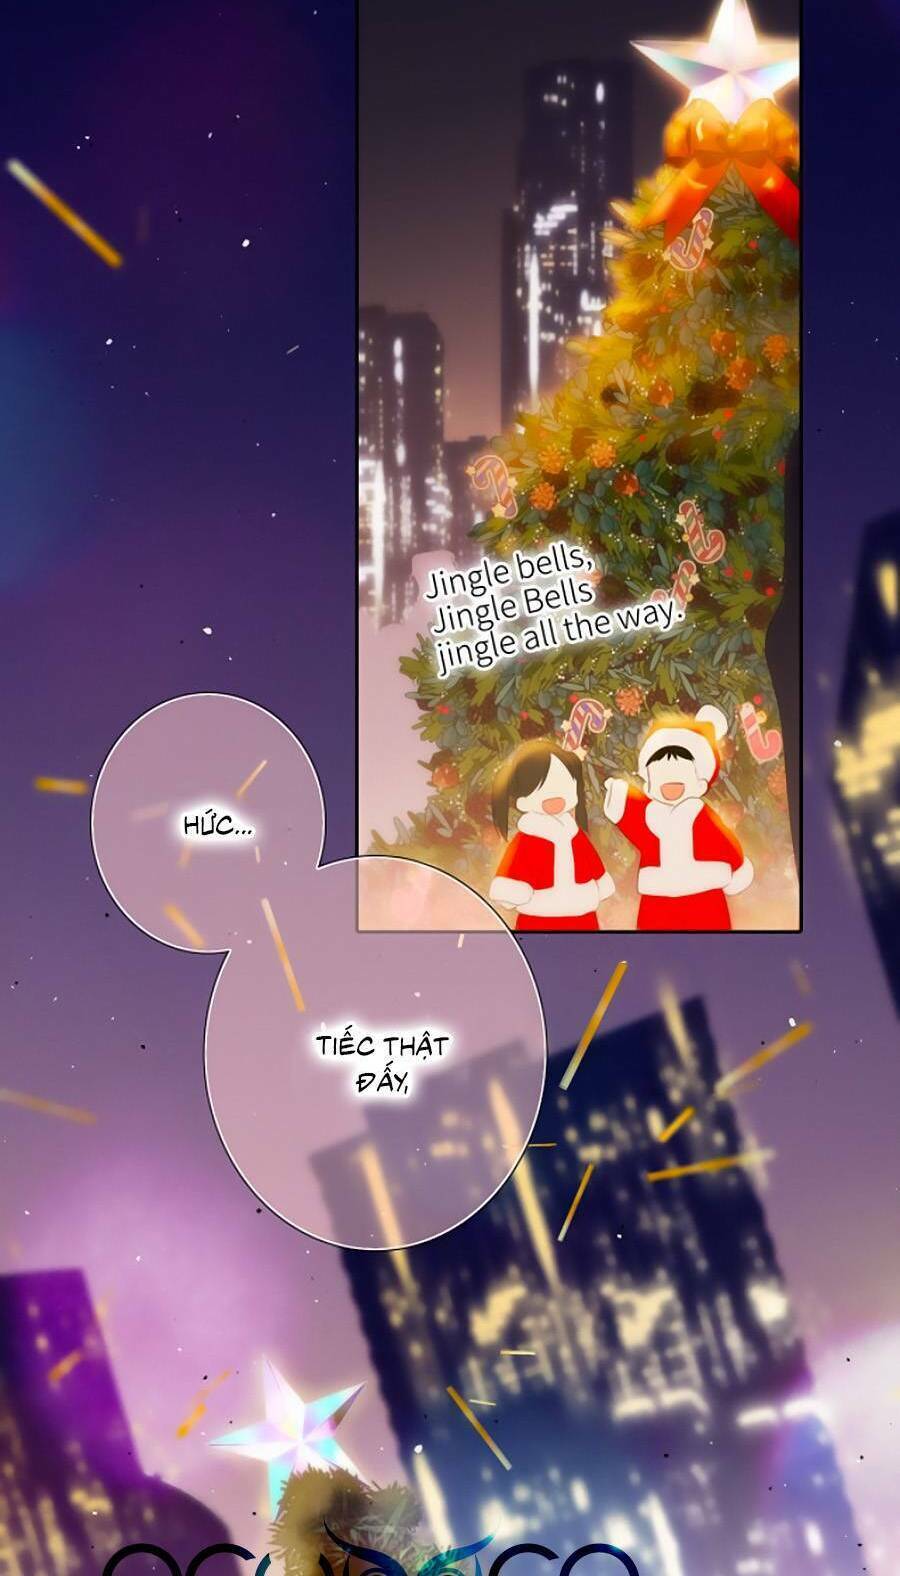 Jingle bells,
Jingle Bells
jingle all the way.
HỨC...
TIẾC THẬT
ĐẤY,